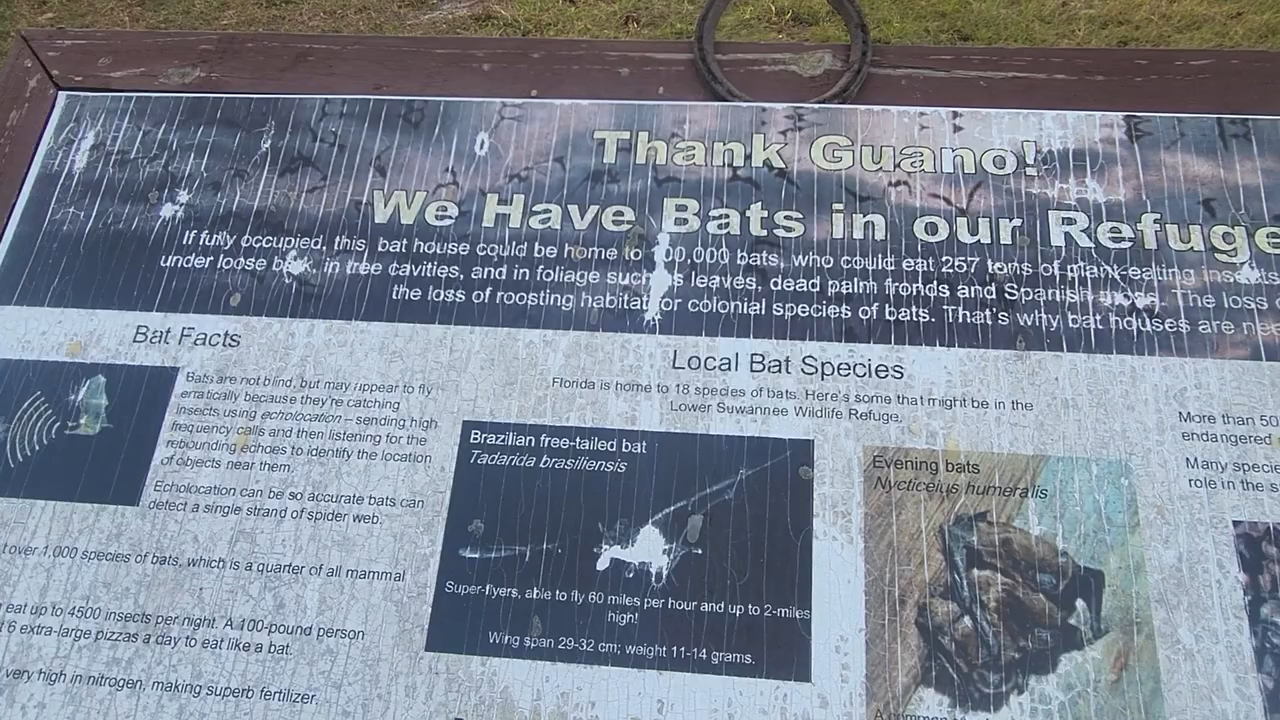 Thank Guano!
We Have Bats in our Refuge
If fully occupied, this, bat house could be home to 00,000 bats, who could eat 257 tons of plant-eating insects
under loose bark, in tree cavities, and in foliage such as leaves, dead palm fronds and Spanish moss. The loss
the loss of roosting habitat for colonial species of bats. That's why bat houses are
Bat Facts
Bats are not blind, but may appear to fly
erratically because they're catching
insects using echolocation – sending high
frequency calls and then listening for the
rebounding echoes to identify the location
of objects near them.
Echolocation can be so accurate bats can
detect a single strand of spider web.
over 1,000 species of bats, which is a quarter of all mammal
eat up to 4500 insects per night. A 100-pound person
6 extra-large pizzas a day to eat like a bat.
very high in nitrogen, making superb fertilizer.
Local Bat Species
Florida is home to 18 species of bats. Here's some that might be in the
Lower Suwannee Wildlife Refuge.
Brazilian free-tailed bat
Tadarida brasiliensis
Super-flyers, able to fly 60 miles per hour and up to 2-miles
high!
Wing span 29-32 cm; weight 11-14 grams.
Evening bats
Nycticeius humeralis
A common
More than 50
endangered
Many specie
role in the s